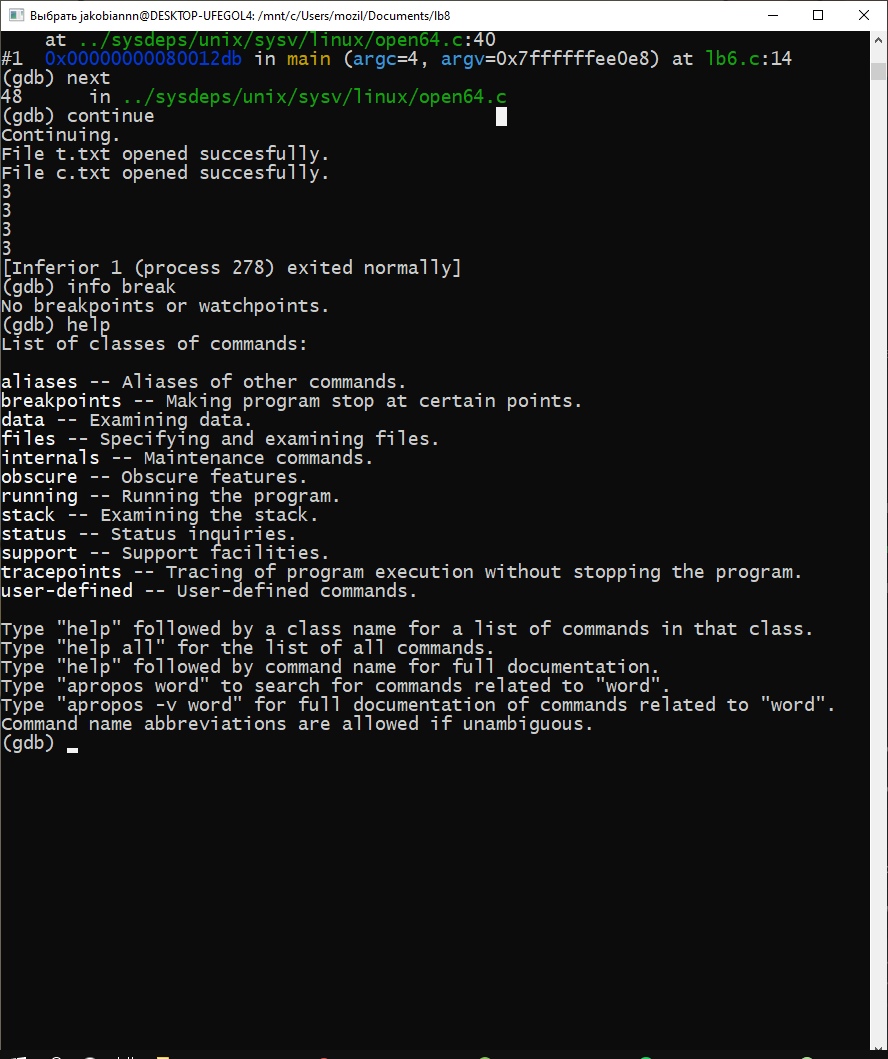 Выбрать jakobiannn@DESKTOP-UFEGOL4: /mnt/c/Users/mozil/Documents/lb8
    at ../sysdeps/unix/sysv/linux/open64.c:40
#1  0x00000000080012db in main (argc=4, argv=0x7ffffffee0e8) at lb6.c:14
(gdb) next
48      in ../sysdeps/unix/sysv/linux/open64.c
(gdb) continue
Continuing.
File t.txt opened succesfully.
File c.txt opened succesfully.
3
3
3
3
[Inferior 1 (process 278) exited normally]
(gdb) info break
No breakpoints or watchpoints.
(gdb) help
List of classes of commands:

aliases -- Aliases of other commands.
breakpoints -- Making program stop at certain points.
data -- Examining data.
files -- Specifying and examining files.
internals -- Maintenance commands.
obscure -- Obscure features.
running -- Running the program.
stack -- Examining the stack.
status -- Status inquiries.
support -- Support facilities.
tracepoints -- Tracing of program execution without stopping the program.
user-defined -- User-defined commands.

Type "help" followed by a class name for a list of commands in that class.
Type "help all" for the list of all commands.
Type "help" followed by command name for full documentation.
Type "apropos word" to search for commands related to "word".
Type "apropos -v word" for full documentation of commands related to "word".
Command name abbreviations are allowed if unambiguous.
(gdb)